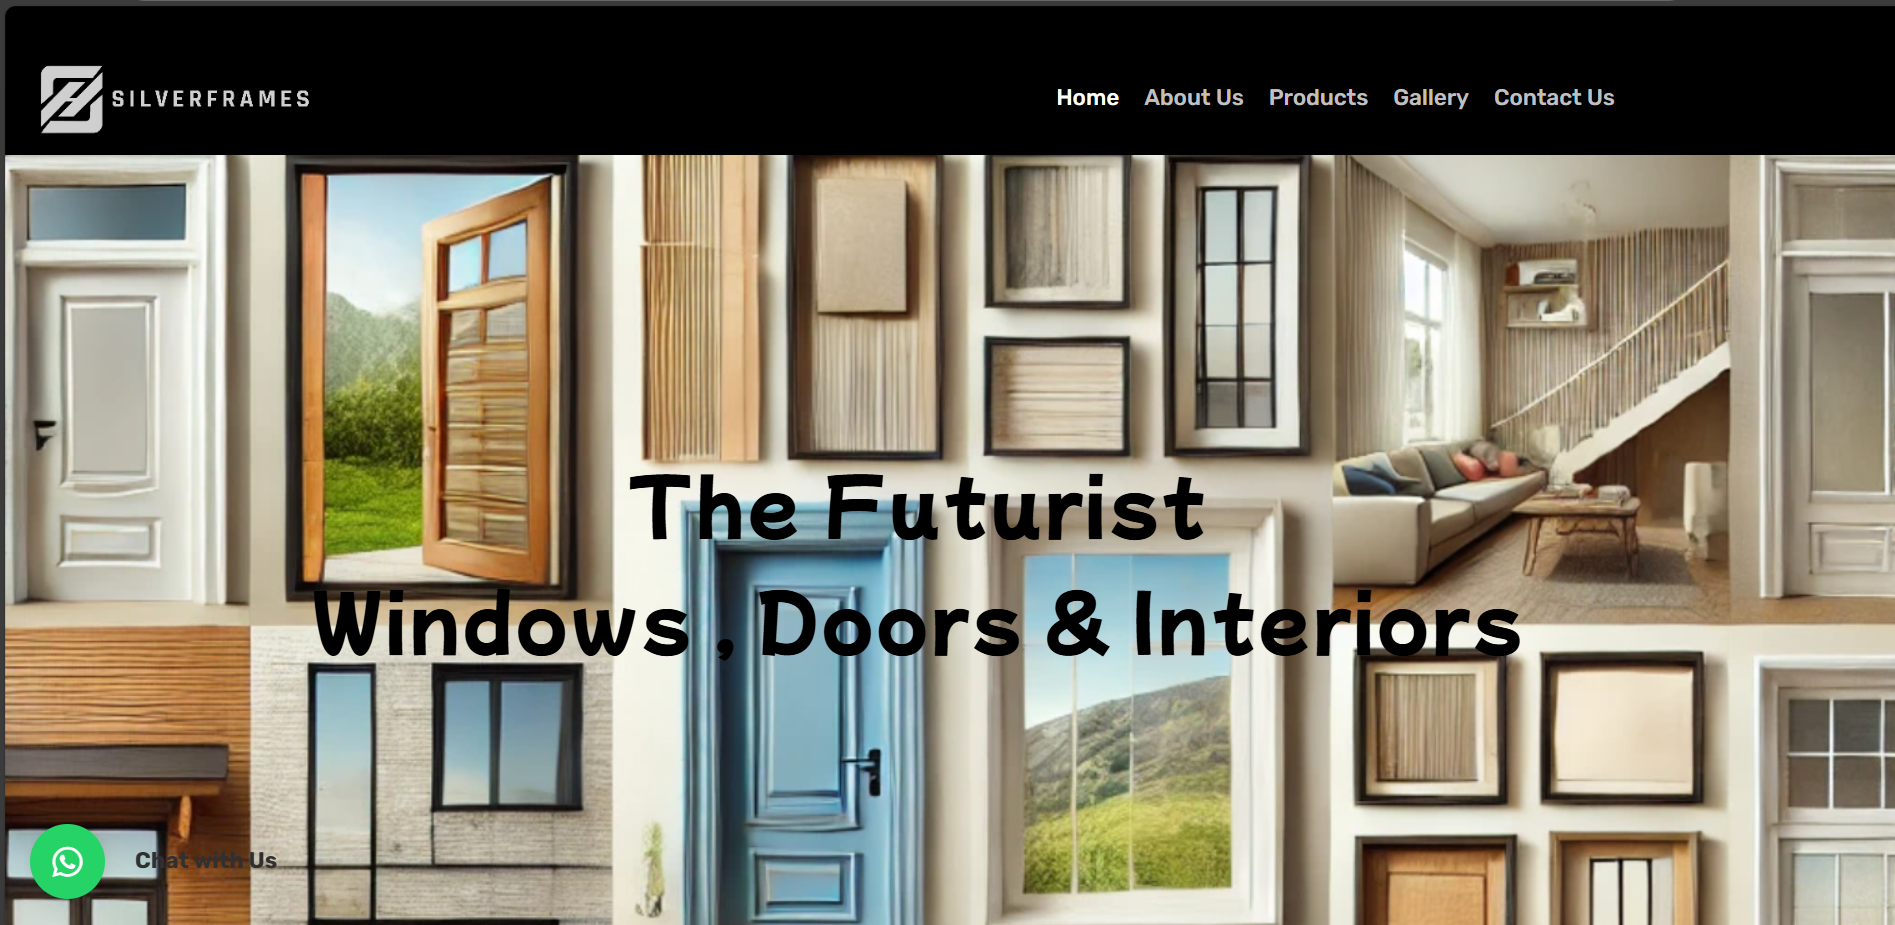 SILVERFRAMES
Home About Us Products Gallery Contact Us
The Futurist
Windows , Doors & Interiors
Chat with Us